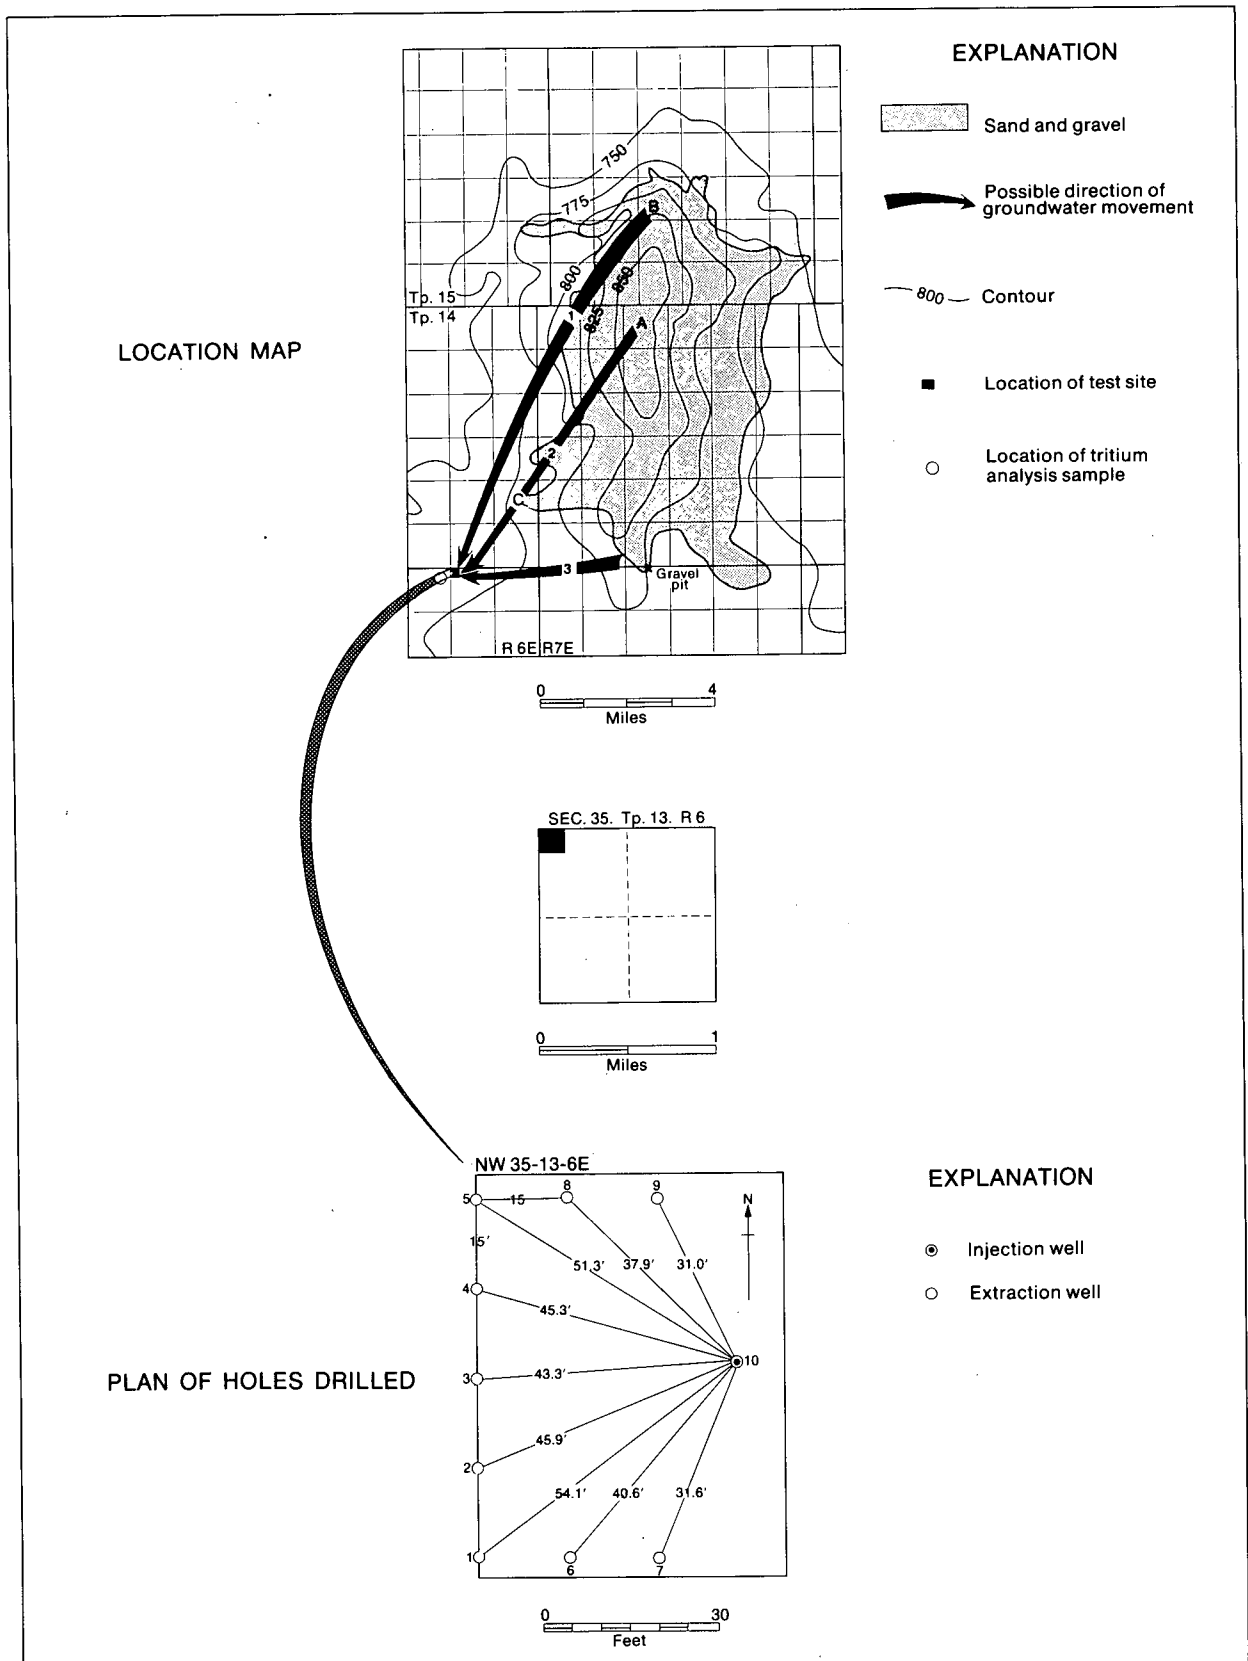 EXPLANATION
Sand and gravel
Possible direction of
groundwater movement
800
Contour
Location of test site
Location of tritium
analysis sample
LOCATION MAP
750
775
B
800
850
Tp. 15
Tp. 14
1
825
A
2
C
3
Gravel
pit
R 6E R7E
0 4
Miles
SEC. 35. Tp. 13. R 6
0 1
Miles
NW 35-13-6E
5 15 8 9
N
15'
51.3' 37.9' 31.0'
4
45.3'
10
3 43.3'
45.9'
2
54.1' 40.6' 31.6'
1 6 7
0 30
Feet
PLAN OF HOLES DRILLED
EXPLANATION
Injection well
Extraction well